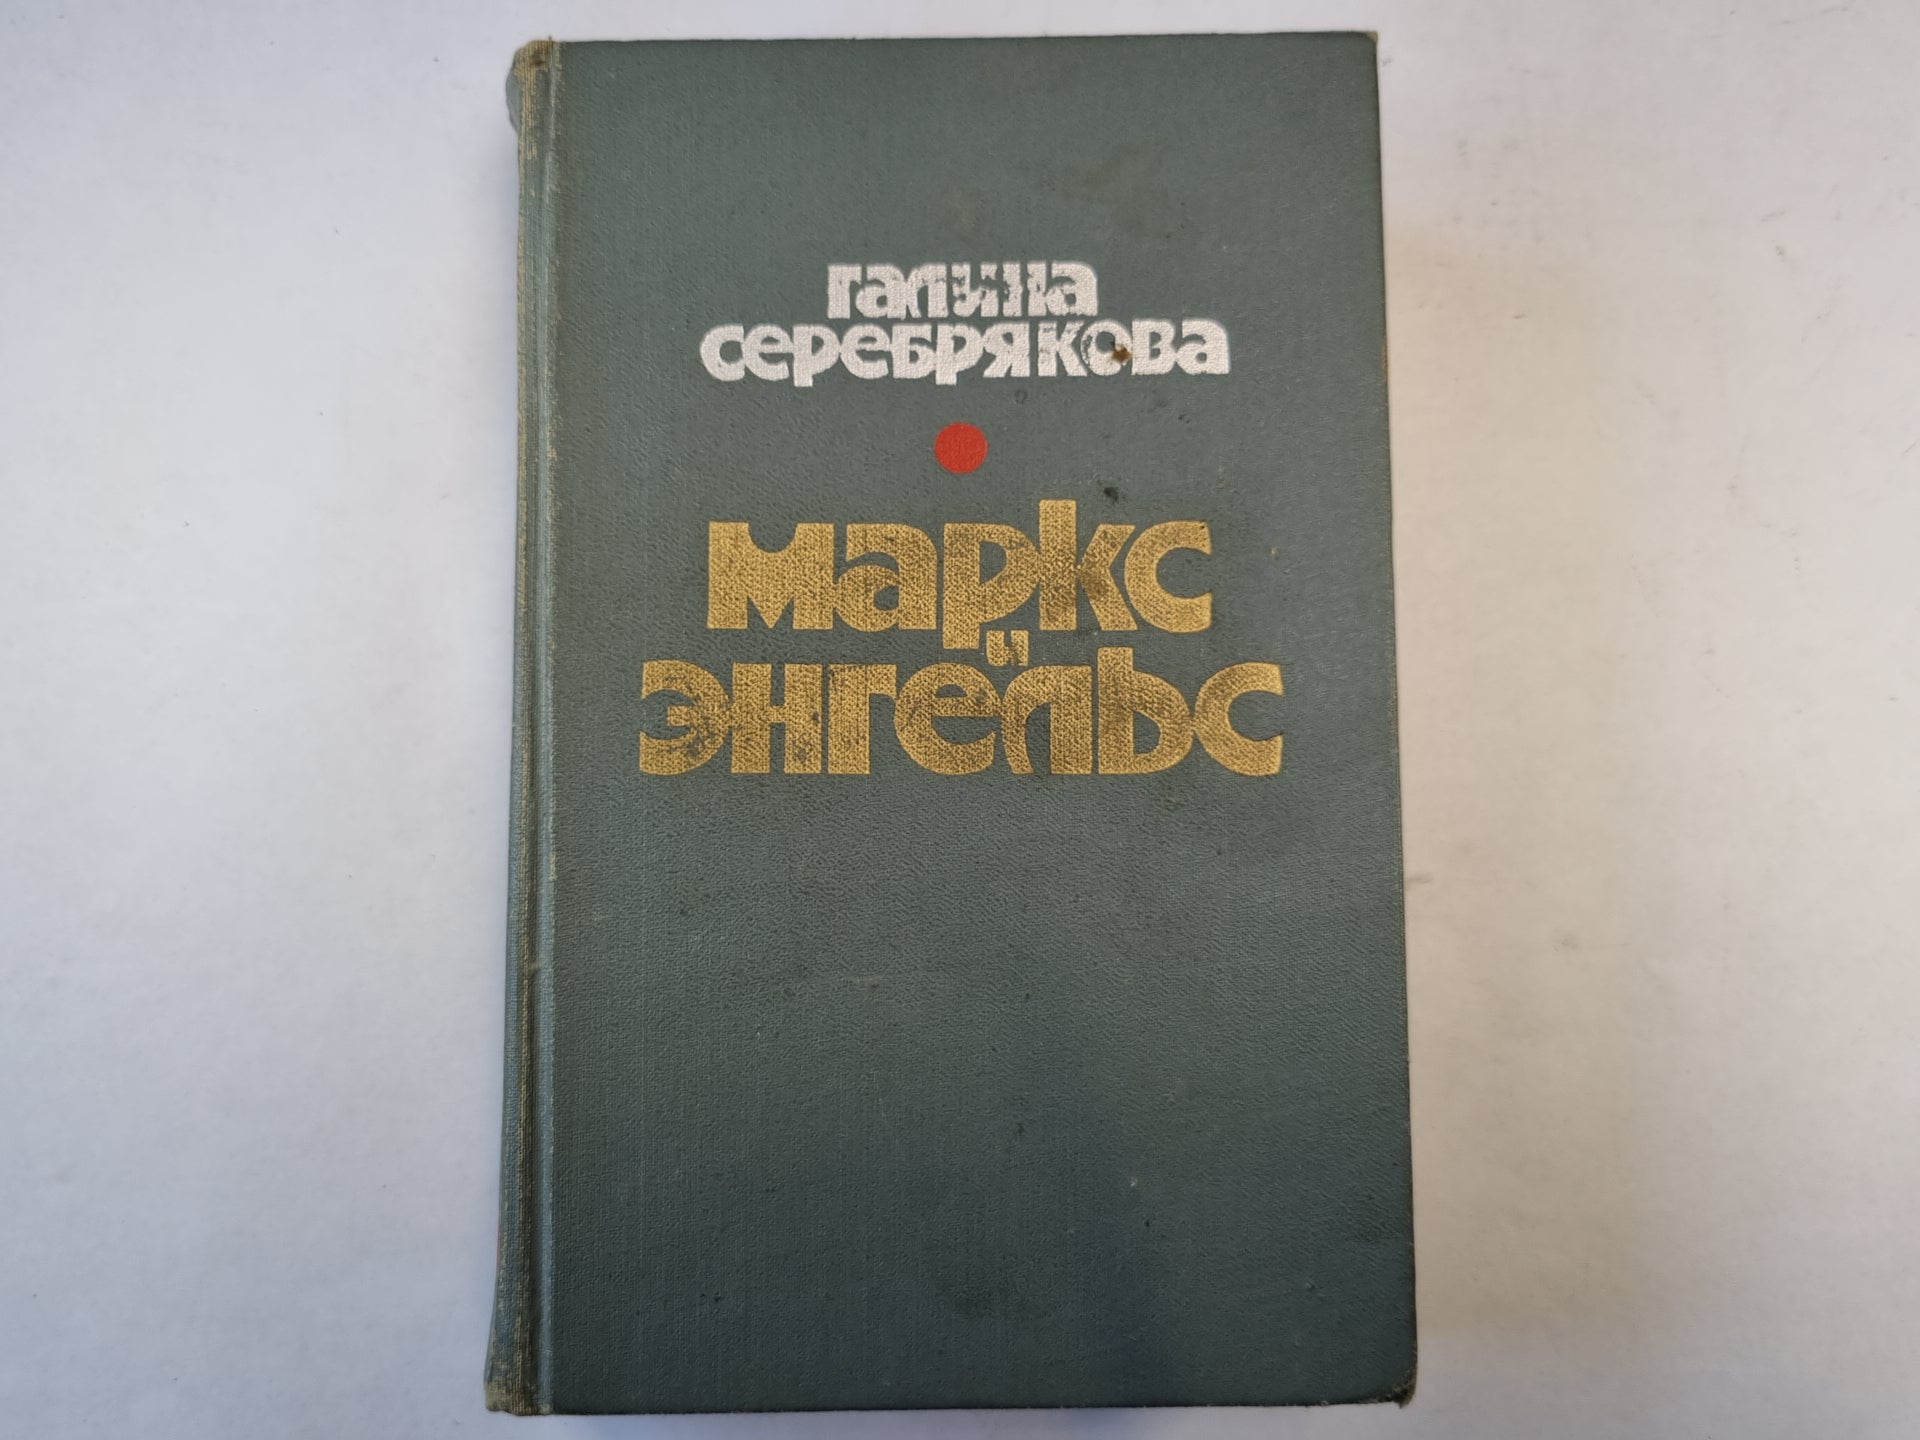 Галина
Серебрякова
Маркс
и
Энгельс